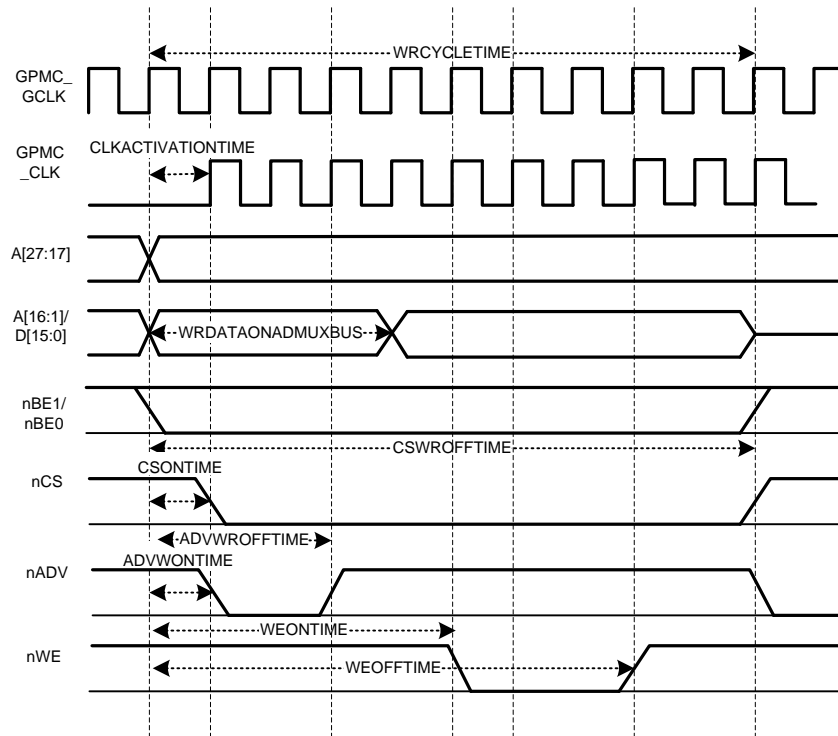 WRCYCLETIME
GPMC_
GCLK
GPMC
_CLK
CLKACTIVATIONTIME
A[27:17]
A[16:1]/
D[15:0]
WRDATAONADMUXBUS
nBE1/
nBE0
CSWROFFTIME
CSONTIME
nCS
ADVWROFFTIME
ADVWONTIME
nADV
WEONTIME
nWE
WEOFFTIME